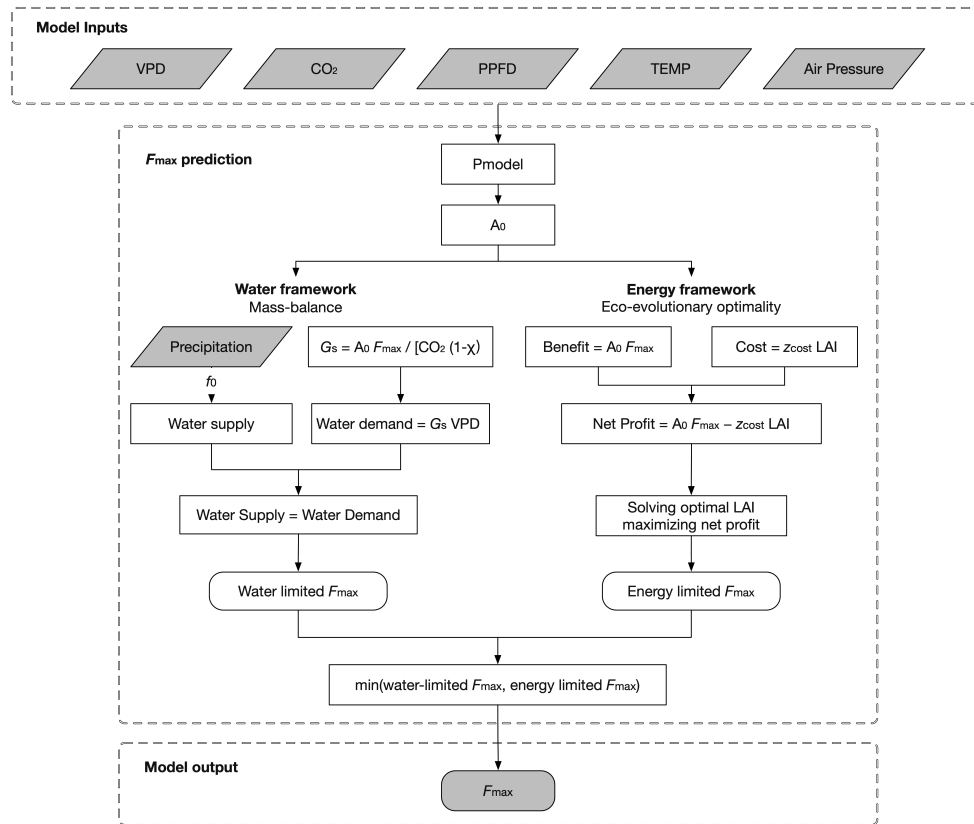 Model Inputs
VPD
CO₂
PPFD
TEMP
Air Pressure
Fmax prediction
Pmodel
A₀
Water framework
Mass-balance
Energy framework
Eco-evolutionary optimality
Precipitation
Gs = A₀ Fmax / [CO₂ (1-χ)
Benefit = A₀ Fmax
Cost = zcost LAI
f₀
Water supply
Water demand = Gs VPD
Net Profit = A₀ Fmax − zcost LAI
Water Supply = Water Demand
Solving optimal LAI
maximizing net profit
Water limited Fmax
Energy limited Fmax
min(water-limited Fmax, energy limited Fmax)
Model output
Fmax